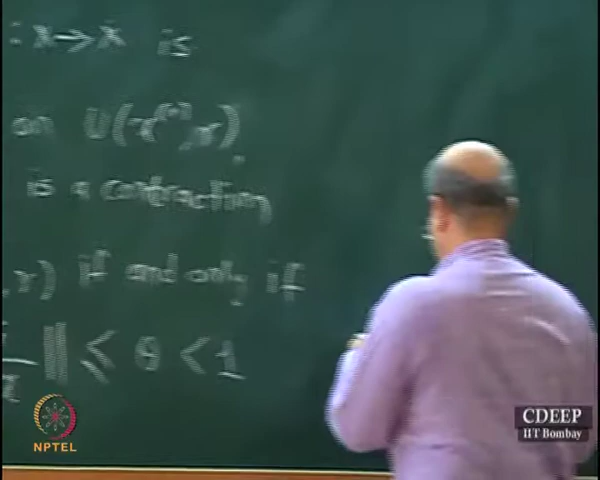 : X → X is
on U(x^(0), r)
is a contraction
, r) if and only if
|| ≤ θ < 1
NPTEL
CDEEP
IIT Bombay